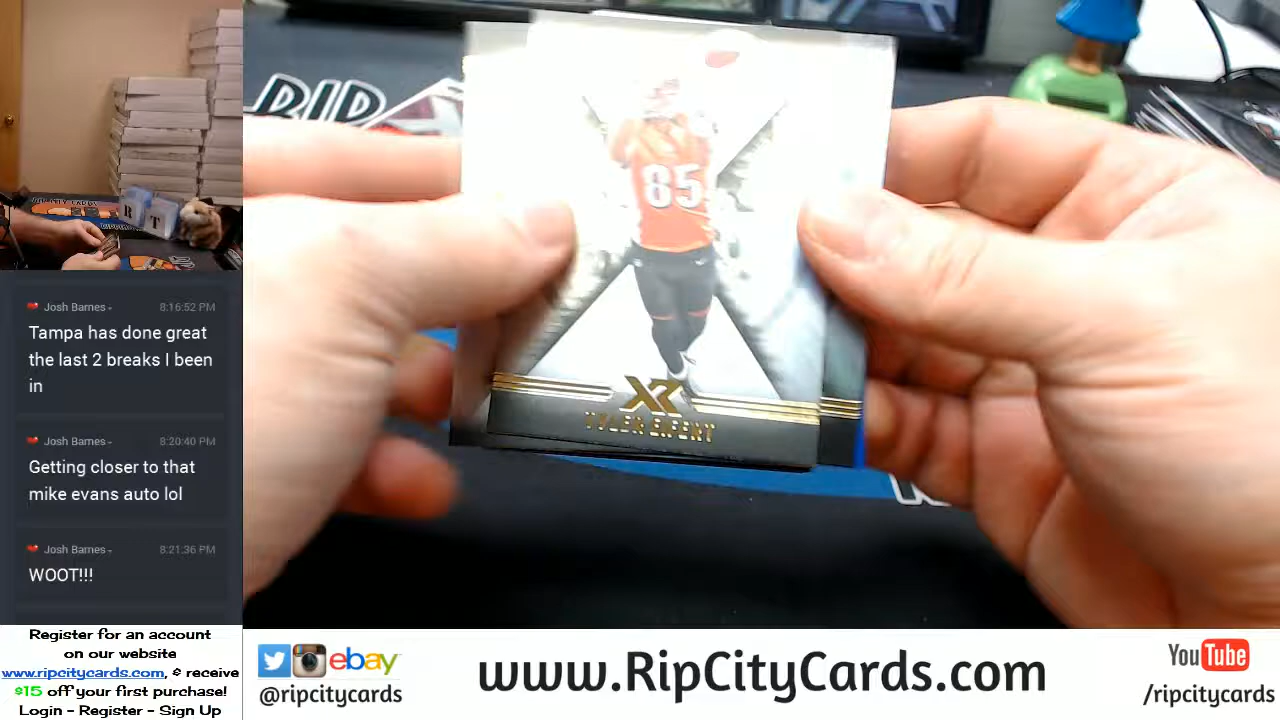 RIP
R T
85
XR
TYLER EIFERT
Josh Barnes
8:16:52 PM
Tampa has done great
the last 2 breaks I been
in
Josh Barnes
8:20:40 PM
Getting closer to that
mike evans auto lol
Josh Barnes
8:21:36 PM
WOOT!!!
Register for an account
on our website
www.ripcitycards.com, & receive
$15 off your first purchase!
Login - Register - Sign Up
ebay
@ripcitycards
www.RipCityCards.com
YouTube
/ripcitycards